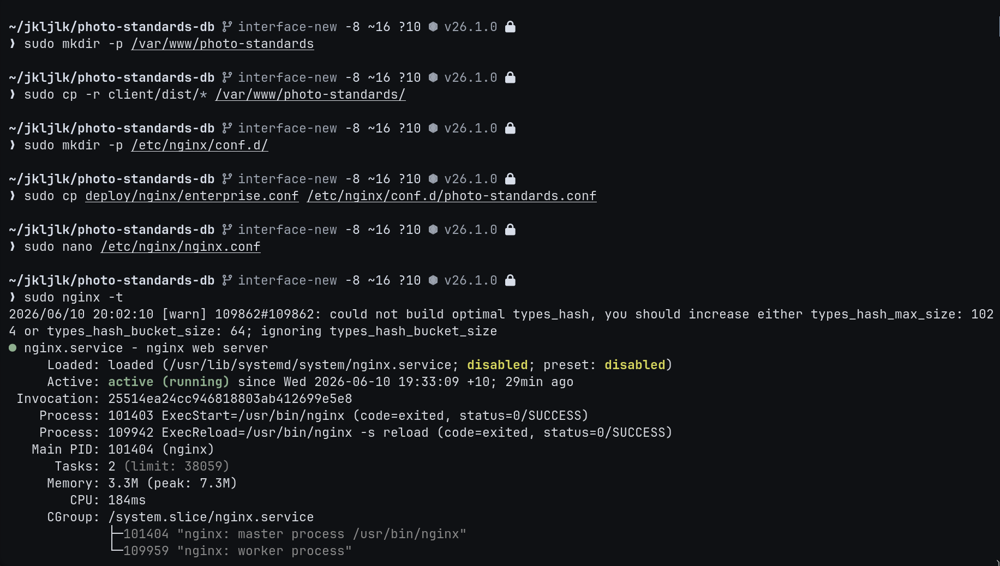 ~/jkljlk/photo-standards-db interface-new -8 ~16 ?10 v26.1.0
❯ sudo mkdir -p /var/www/photo-standards
~/jkljlk/photo-standards-db interface-new -8 ~16 ?10 v26.1.0
❯ sudo cp -r client/dist/* /var/www/photo-standards/
~/jkljlk/photo-standards-db interface-new -8 ~16 ?10 v26.1.0
❯ sudo mkdir -p /etc/nginx/conf.d/
~/jkljlk/photo-standards-db interface-new -8 ~16 ?10 v26.1.0
❯ sudo cp deploy/nginx/enterprise.conf /etc/nginx/conf.d/photo-standards.conf
~/jkljlk/photo-standards-db interface-new -8 ~16 ?10 v26.1.0
❯ sudo nano /etc/nginx/nginx.conf
~/jkljlk/photo-standards-db interface-new -8 ~16 ?10 v26.1.0
❯ sudo nginx -t
2026/06/10 20:02:10 [warn] 109862#109862: could not build optimal types_hash, you should increase either types_hash_max_size: 102
4 or types_hash_bucket_size: 64; ignoring types_hash_bucket_size
● nginx.service - nginx web server
Loaded: loaded (/usr/lib/systemd/system/nginx.service; disabled; preset: disabled)
Active: active (running) since Wed 2026-06-10 19:33:09 +10; 29min ago
Invocation: 25514ea24cc946818803ab412699e5e8
Process: 101403 ExecStart=/usr/bin/nginx (code=exited, status=0/SUCCESS)
Process: 109942 ExecReload=/usr/bin/nginx -s reload (code=exited, status=0/SUCCESS)
Main PID: 101404 (nginx)
Tasks: 2 (limit: 38059)
Memory: 3.3M (peak: 7.3M)
CPU: 184ms
CGroup: /system.slice/nginx.service
├─101404 "nginx: master process /usr/bin/nginx"
└─109959 "nginx: worker process"